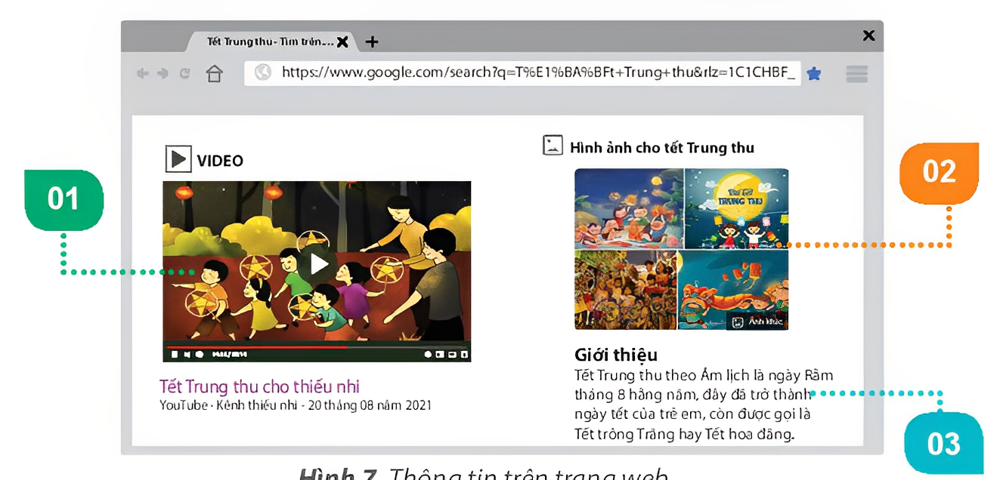 Tết Trung thu - Tìm trên...
https://www.google.com/search?q=T%E1%BA%BFt+Trung+thu&rlz=1C1CHBF_
VIDEO
Hình ảnh cho tết Trung thu
01
02
TRUNG THU
Tết Trung thu cho thiếu nhi
YouTube - Kênh thiếu nhi - 20 tháng 08 năm 2021
Giới thiệu
Tết Trung thu theo Âm lịch là ngày Rằm
tháng 8 hằng năm, đây đã trở thành
ngày tết của trẻ em, còn được gọi là
Tết trông Trăng hay Tết hoa đăng.
03
Hình 7. Thông tin trên trang web